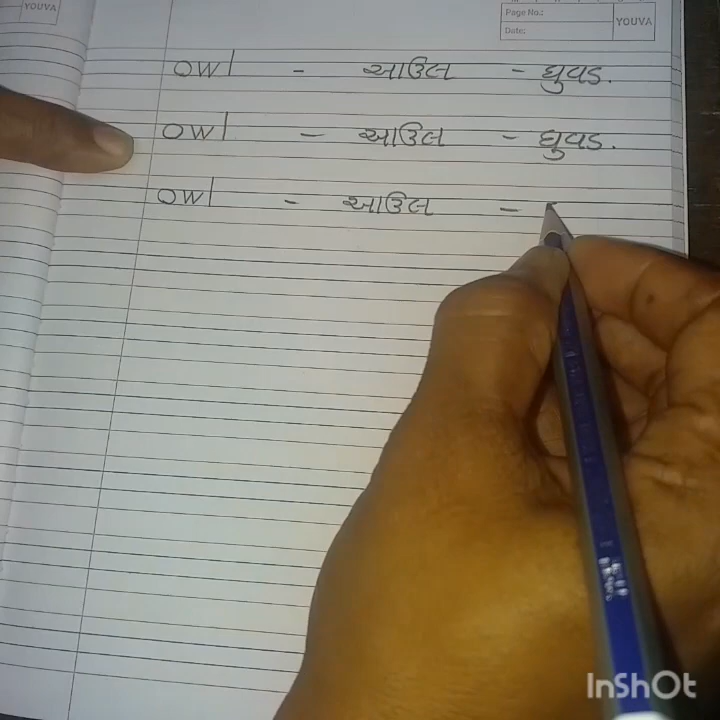 YOUVA
Page No.:
Date:
YOUVA
owl - આઉલ - ઘુવડ.
owl - આઉલ - ઘુવડ.
owl - આઉલ -
InShOt